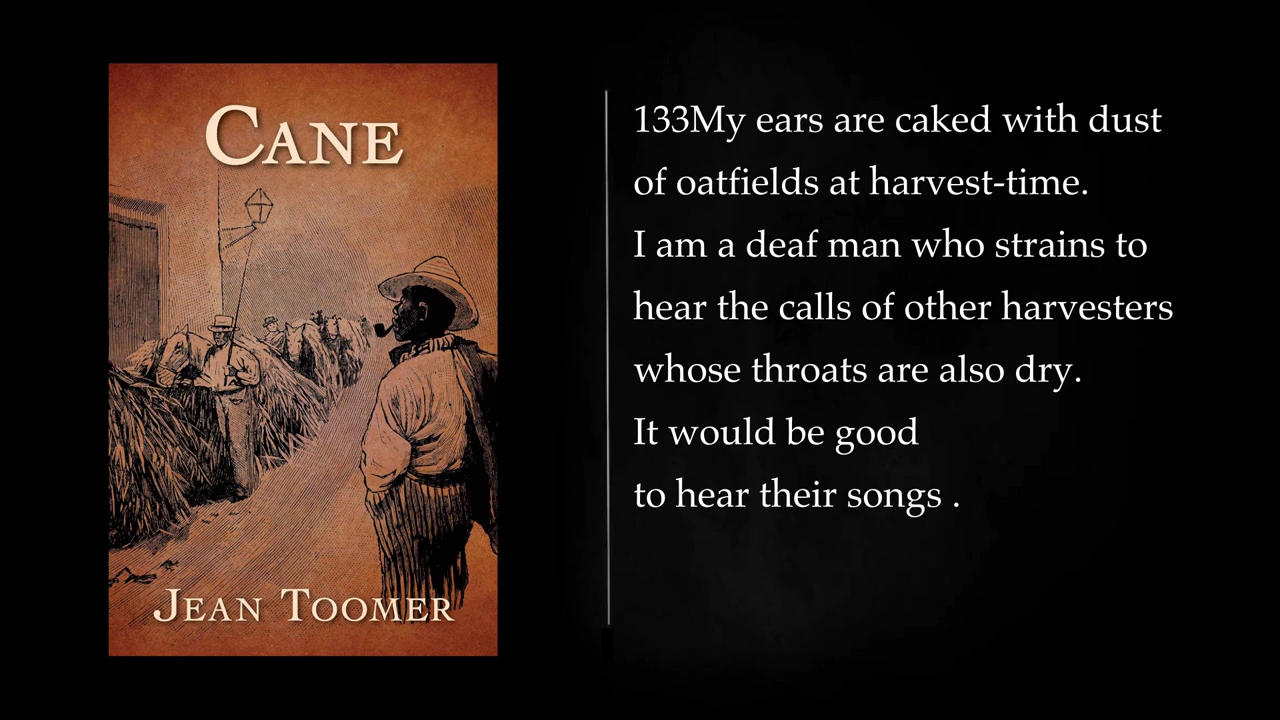 CANE
JEAN TOOMER
133My ears are caked with dust
of oatfields at harvest-time.
I am a deaf man who strains to
hear the calls of other harvesters
whose throats are also dry.
It would be good
to hear their songs .